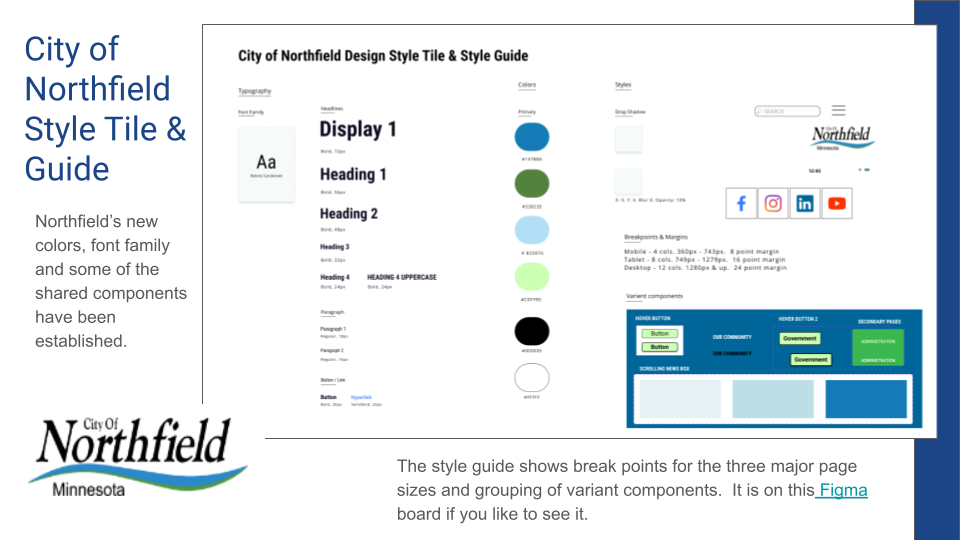 City of
Northfield
Style Tile &
Guide
Northfield's new
colors, font family
and some of the
shared components
have been
established.
City of Northfield Design Style Tile & Style Guide
Typography
Font Family
Aa
Roboto Condensed
Headlines
Display 1
Bold, 72px
Heading 1
Bold, 56px
Heading 2
Bold, 48px
Heading 3
Bold, 32px
Heading 4 HEADING 4 UPPERCASE
Bold, 24px Bold, 24px
Paragraph
Paragraph 1
Regular, 18px
Paragraph 2
Regular, 16px
Button / Link
Button Hyperlink
Bold, 20px
Colors
Primary
#000000
Styles
Drop Shadow
X: 0, Y: 4, Blur 8, Opacity: 10%
SEARCH
City Of
Northfield
Minnesota
12:40
Breakpoints & Margins
Mobile - 4 cols. 360px - 743px. 8 point margin
Tablet - 8 cols. 749px - 1279px. 16 point margin
Desktop - 12 cols. 1280px & up. 24 point margin
Varient components
HOVER BUTTON
Button
Button
OUR COMMUNITY
OUR COMMUNITY
HOVER BUTTON 2
Government
Government
SECONDARY PAGES
ADMINISTRATION
ADMINISTRATION
SCROLLING NEWS BOX
City Of
Northfield
Minnesota
The style guide shows break points for the three major page
sizes and grouping of variant components. It is on this Figma
board if you like to see it.